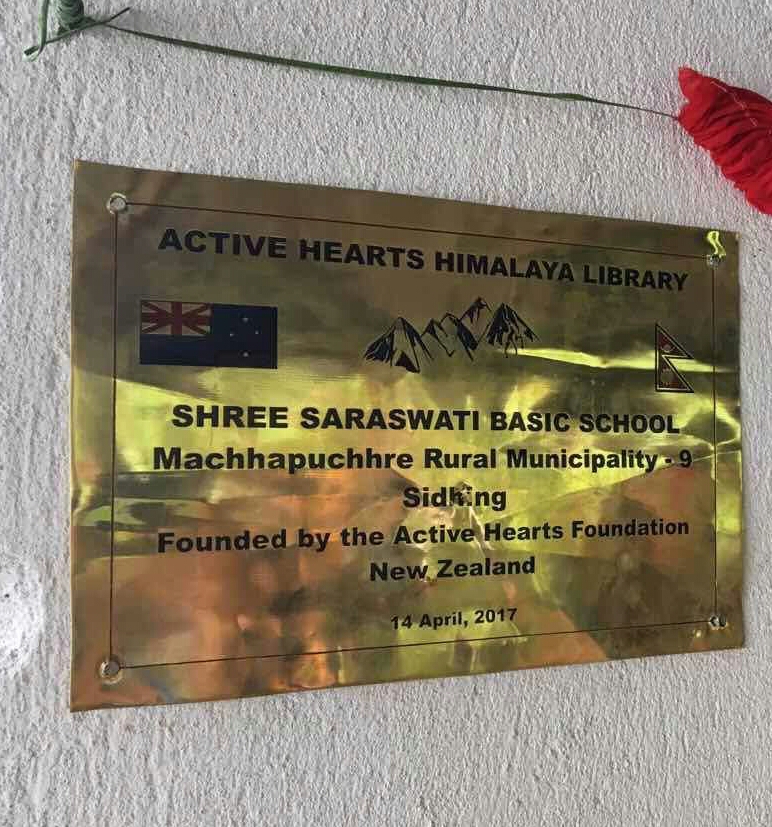 ACTIVE HEARTS HIMALAYA LIBRARY
SHREE SARASWATI BASIC SCHOOL
Machhapuchhre Rural Municipality - 9
Sidhing
Founded by the Active Hearts Foundation
New Zealand
14 April, 2017